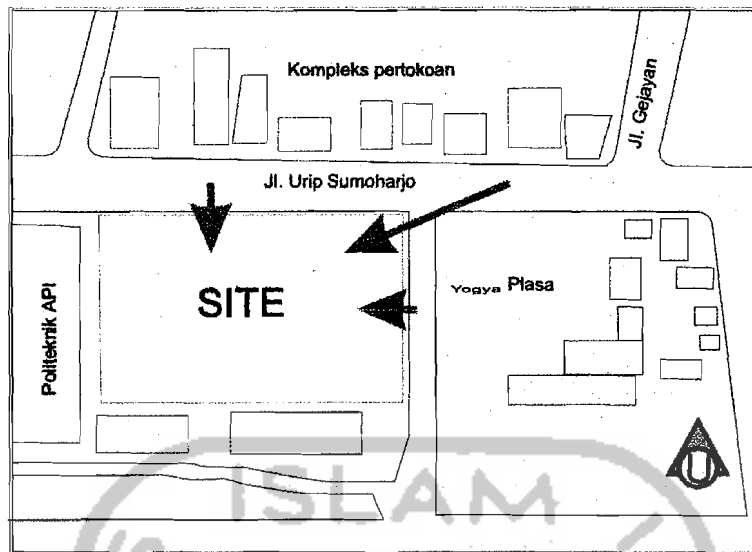 Kompleks pertokoan
Jl. Gejayan
Jl. Urip Sumoharjo
Politeknik API
SITE
Yogya Plasa
U
ISLAM